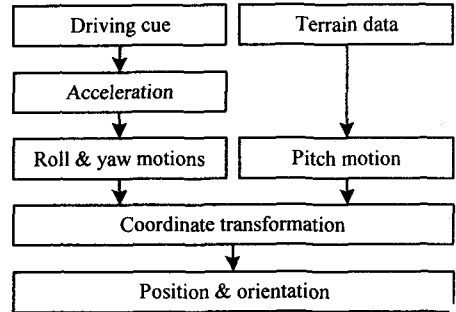 Driving cue
Terrain data
Acceleration
Roll & yaw motions
Pitch motion
Coordinate transformation
Position & orientation